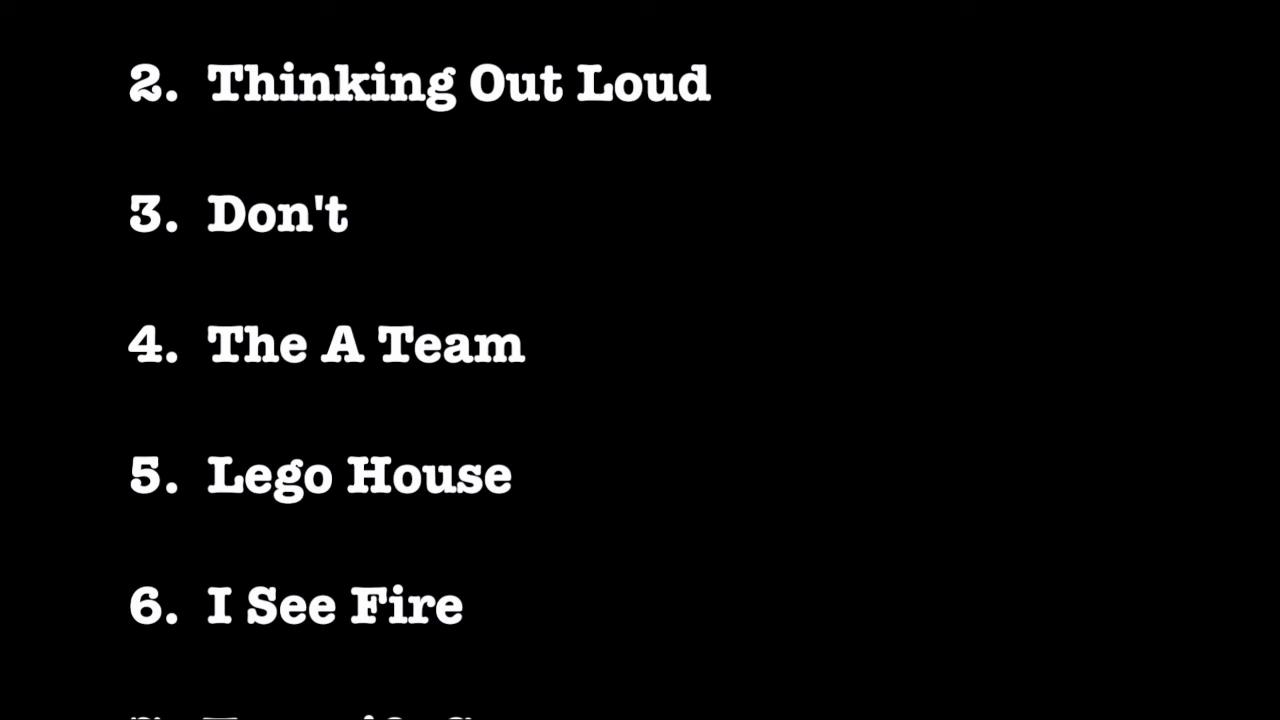 2. Thinking Out Loud
3. Don't
4. The A Team
5. Lego House
6. I See Fire